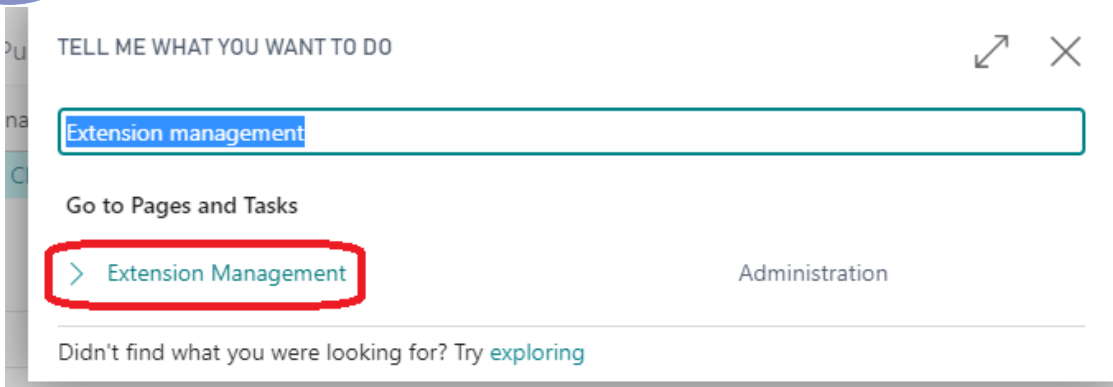 TELL ME WHAT YOU WANT TO DO
Extension management
Go to Pages and Tasks
Extension Management Administration
Didn't find what you were looking for? Try exploring